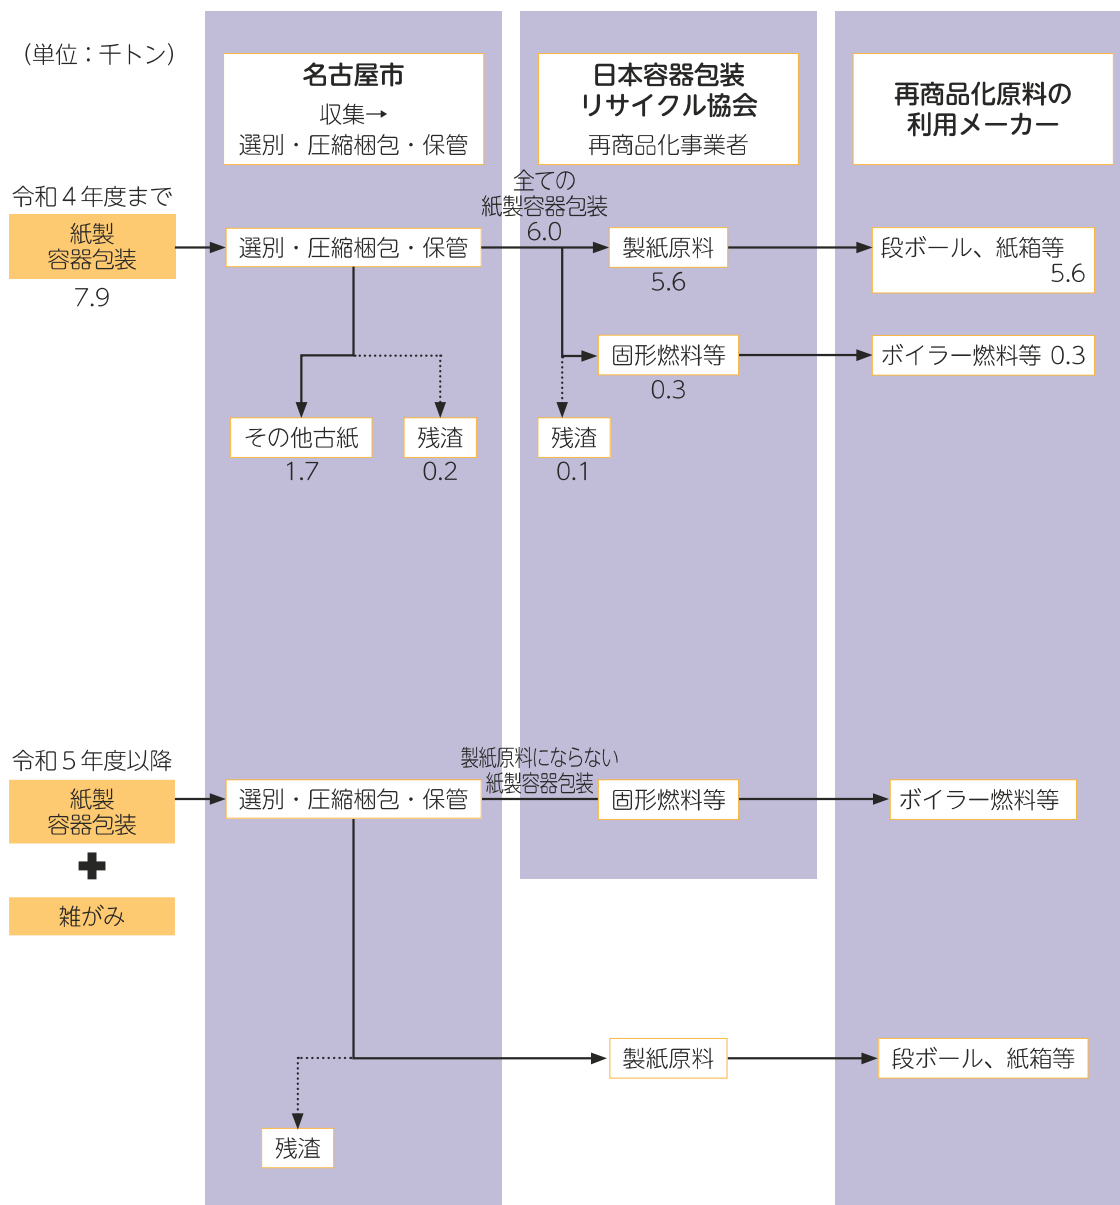 （単位：千トン）
名古屋市
収集→
選別・圧縮梱包・保管
日本容器包装
リサイクル協会
再商品化事業者
再商品化原料の
利用メーカー
令和４年度まで
紙製
容器包装
7.9
選別・圧縮梱包・保管
全ての
紙製容器包装
6.0
製紙原料
5.6
段ボール、紙箱等
5.6
固形燃料等
0.3
ボイラー燃料等 0.3
その他古紙
1.7
残渣
0.2
残渣
0.1
令和５年度以降
紙製
容器包装
雑がみ
選別・圧縮梱包・保管
製紙原料にならない
紙製容器包装
固形燃料等
ボイラー燃料等
製紙原料
段ボール、紙箱等
残渣